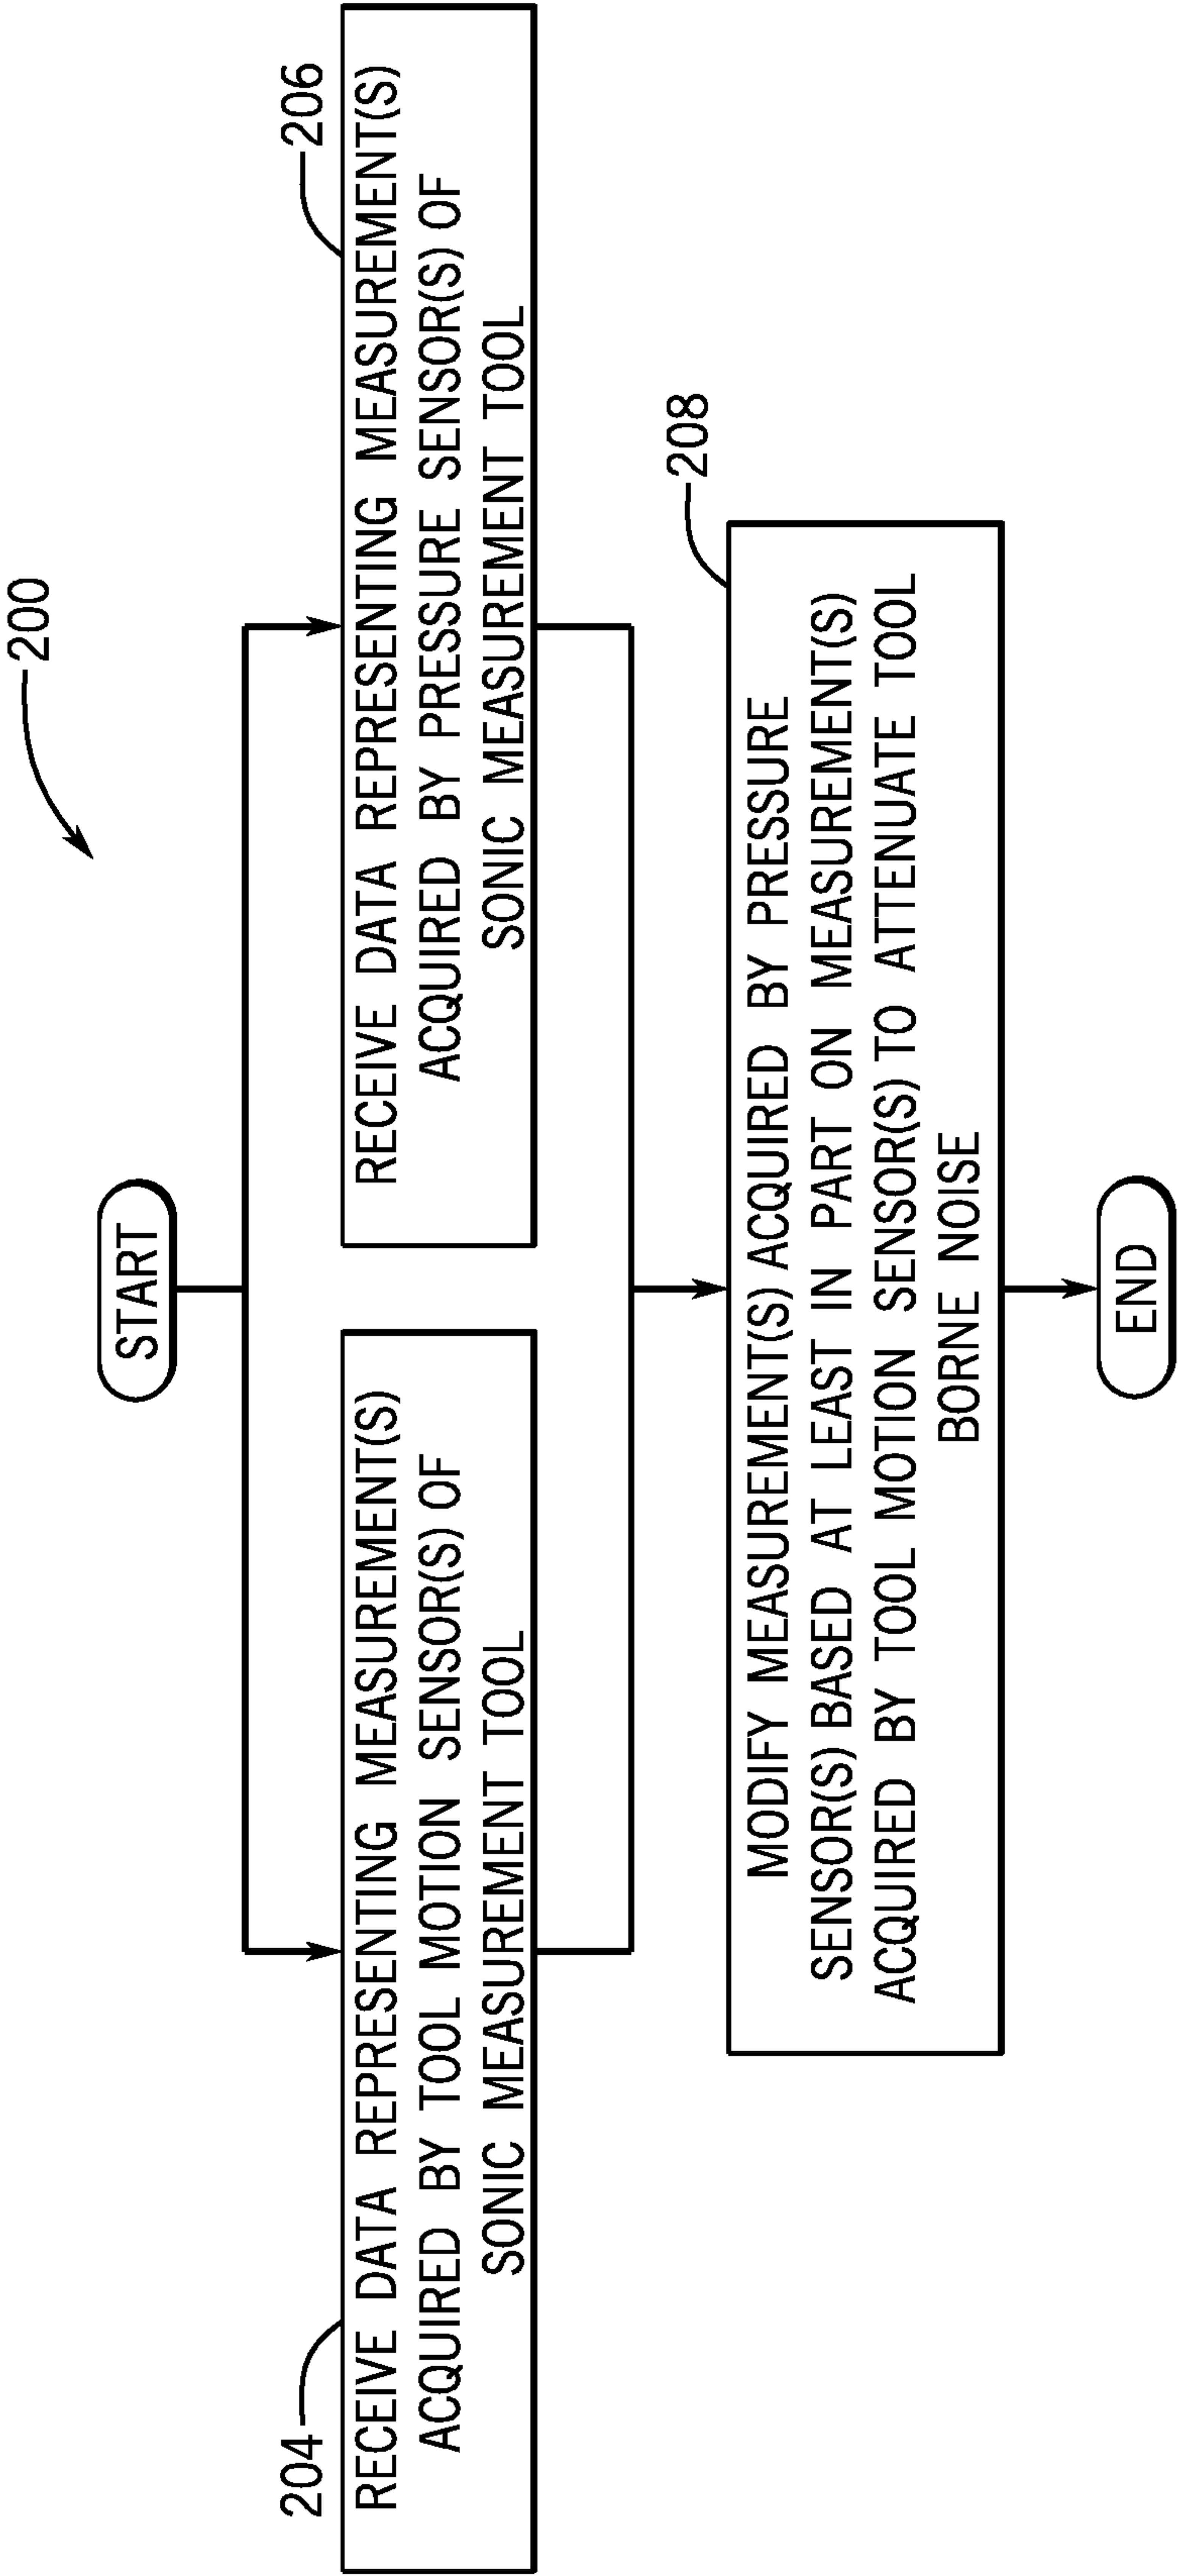 200
START
204
RECEIVE DATA REPRESENTING MEASUREMENT(S)
ACQUIRED BY TOOL MOTION SENSOR(S) OF
SONIC MEASUREMENT TOOL
206
RECEIVE DATA REPRESENTING MEASUREMENT(S)
ACQUIRED BY PRESSURE SENSOR(S) OF
SONIC MEASUREMENT TOOL
208
MODIFY MEASUREMENT(S) ACQUIRED BY PRESSURE
SENSOR(S) BASED AT LEAST IN PART ON MEASUREMENT(S)
ACQUIRED BY TOOL MOTION SENSOR(S) TO ATTENUATE TOOL
BORNE NOISE
END